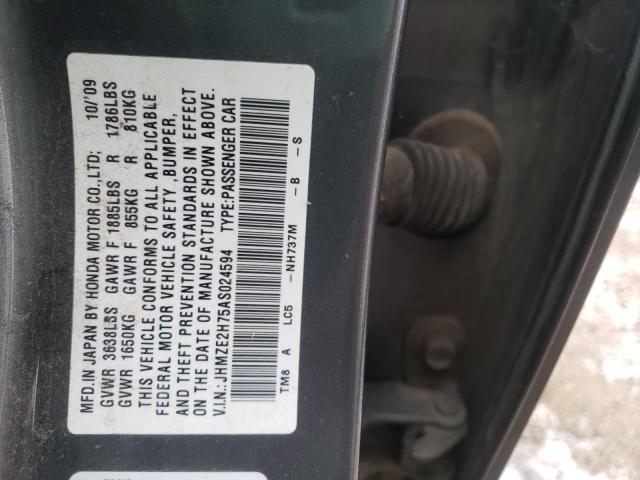 MFD.IN JAPAN BY HONDA MOTOR CO.,LTD; 10/'09
GVWR 3638LBS GAWR F 1885LBS R 1786LBS
GVWR 1650KG GAWR F 855KG R 810KG
THIS VEHICLE CONFORMS TO ALL APPLICABLE
FEDERAL MOTOR VEHICLE SAFETY ,BUMPER,
AND THEFT PREVENTION STANDARDS IN EFFECT
ON THE DATE OF MANUFACTURE SHOWN ABOVE.
V.IN.:JHMZE2H75AS024594 TYPE:PASSENGER CAR
TM8 A LC5 -NH737M -B -S